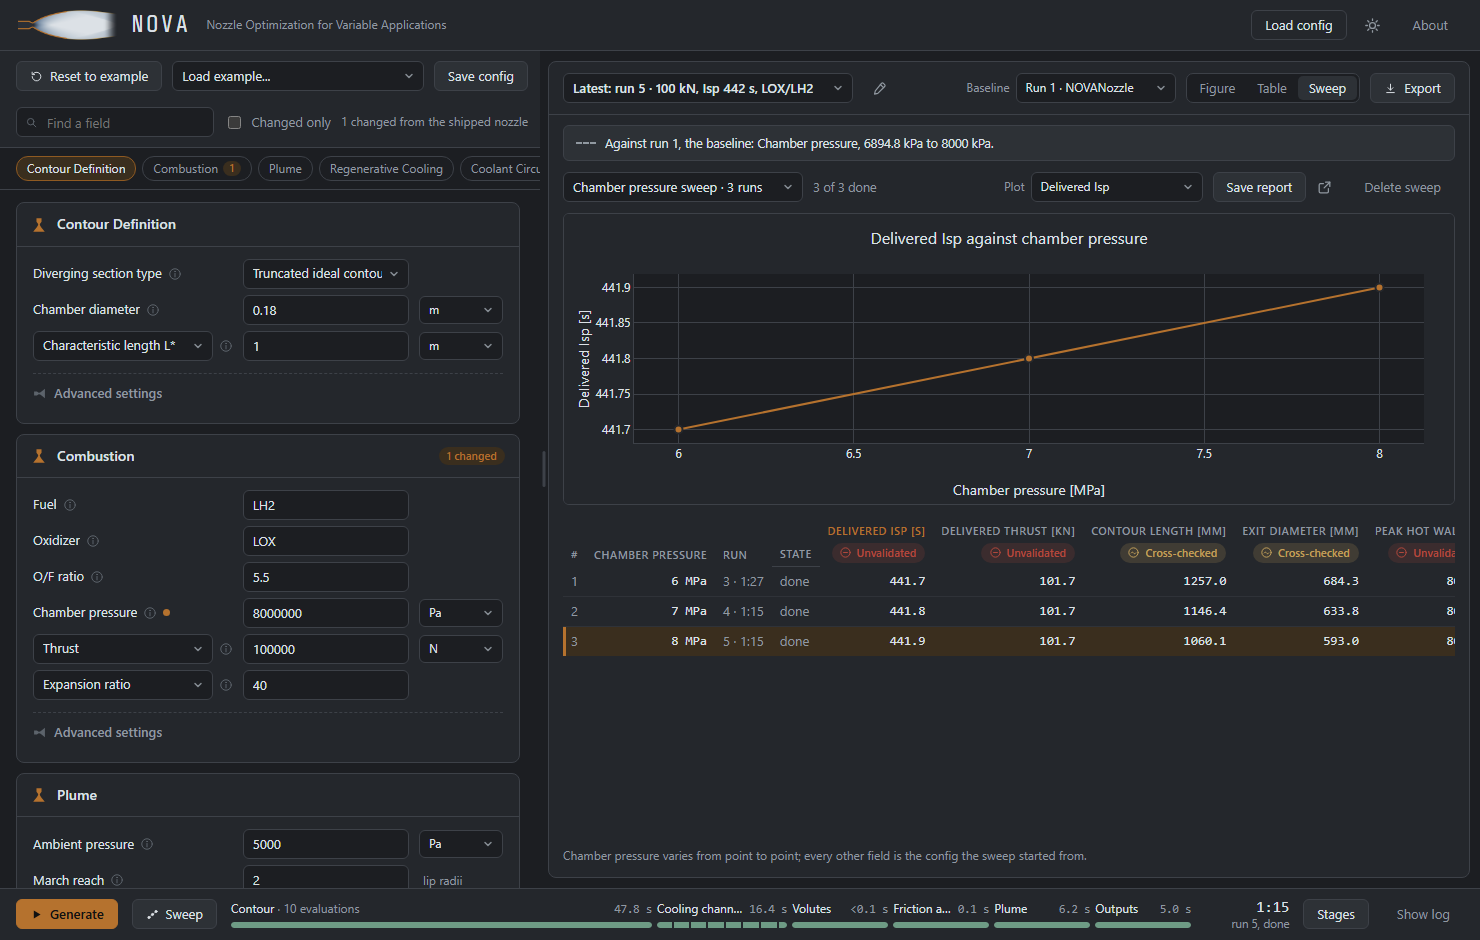 NOVA Nozzle Optimization for Variable Applications
Load config
About
Reset to example
Load example...
Save config
Find a field
Changed only
1 changed from the shipped nozzle
Contour Definition
Combustion 1
Plume
Regenerative Cooling
Coolant Circu
Contour Definition
Diverging section type
Truncated ideal contou
Chamber diameter
0.18
m
Characteristic length L*
1
m
Advanced settings
Combustion
1 changed
Fuel
LH2
Oxidizer
LOX
O/F ratio
5.5
Chamber pressure
8000000
Pa
Thrust
100000
N
Expansion ratio
40
Advanced settings
Plume
Ambient pressure
5000
Pa
March reach
2
lip radii
Latest: run 5 · 100 kN, Isp 442 s, LOX/LH2
Baseline
Run 1 · NOVANozzle
Figure
Table
Sweep
Export
Against run 1, the baseline: Chamber pressure, 6894.8 kPa to 8000 kPa.
Chamber pressure sweep · 3 runs
3 of 3 done
Plot
Delivered Isp
Save report
Delete sweep
Delivered Isp against chamber pressure
Delivered Isp [s]
441.9
441.85
441.8
441.75
441.7
6 6.5 7 7.5 8
Chamber pressure [MPa]
# CHAMBER PRESSURE RUN STATE DELIVERED ISP [S] DELIVERED THRUST [KN] CONTOUR LENGTH [MM] EXIT DIAMETER [MM] PEAK HOT WAL
Unvalidated Unvalidated Cross-checked Cross-checked Unvalida
1 6 MPa 3 · 1:27 done 441.7 101.7 1257.0 684.3 80
2 7 MPa 4 · 1:15 done 441.8 101.7 1146.4 633.8 80
3 8 MPa 5 · 1:15 done 441.9 101.7 1060.1 593.0 80
Chamber pressure varies from point to point; every other field is the config the sweep started from.
Generate
Sweep
Contour · 10 evaluations 47.8 s
Cooling chann... 16.4 s
Volutes <0.1 s
Friction a... 0.1 s
Plume 6.2 s
Outputs 5.0 s
1:15
run 5, done
Stages
Show log